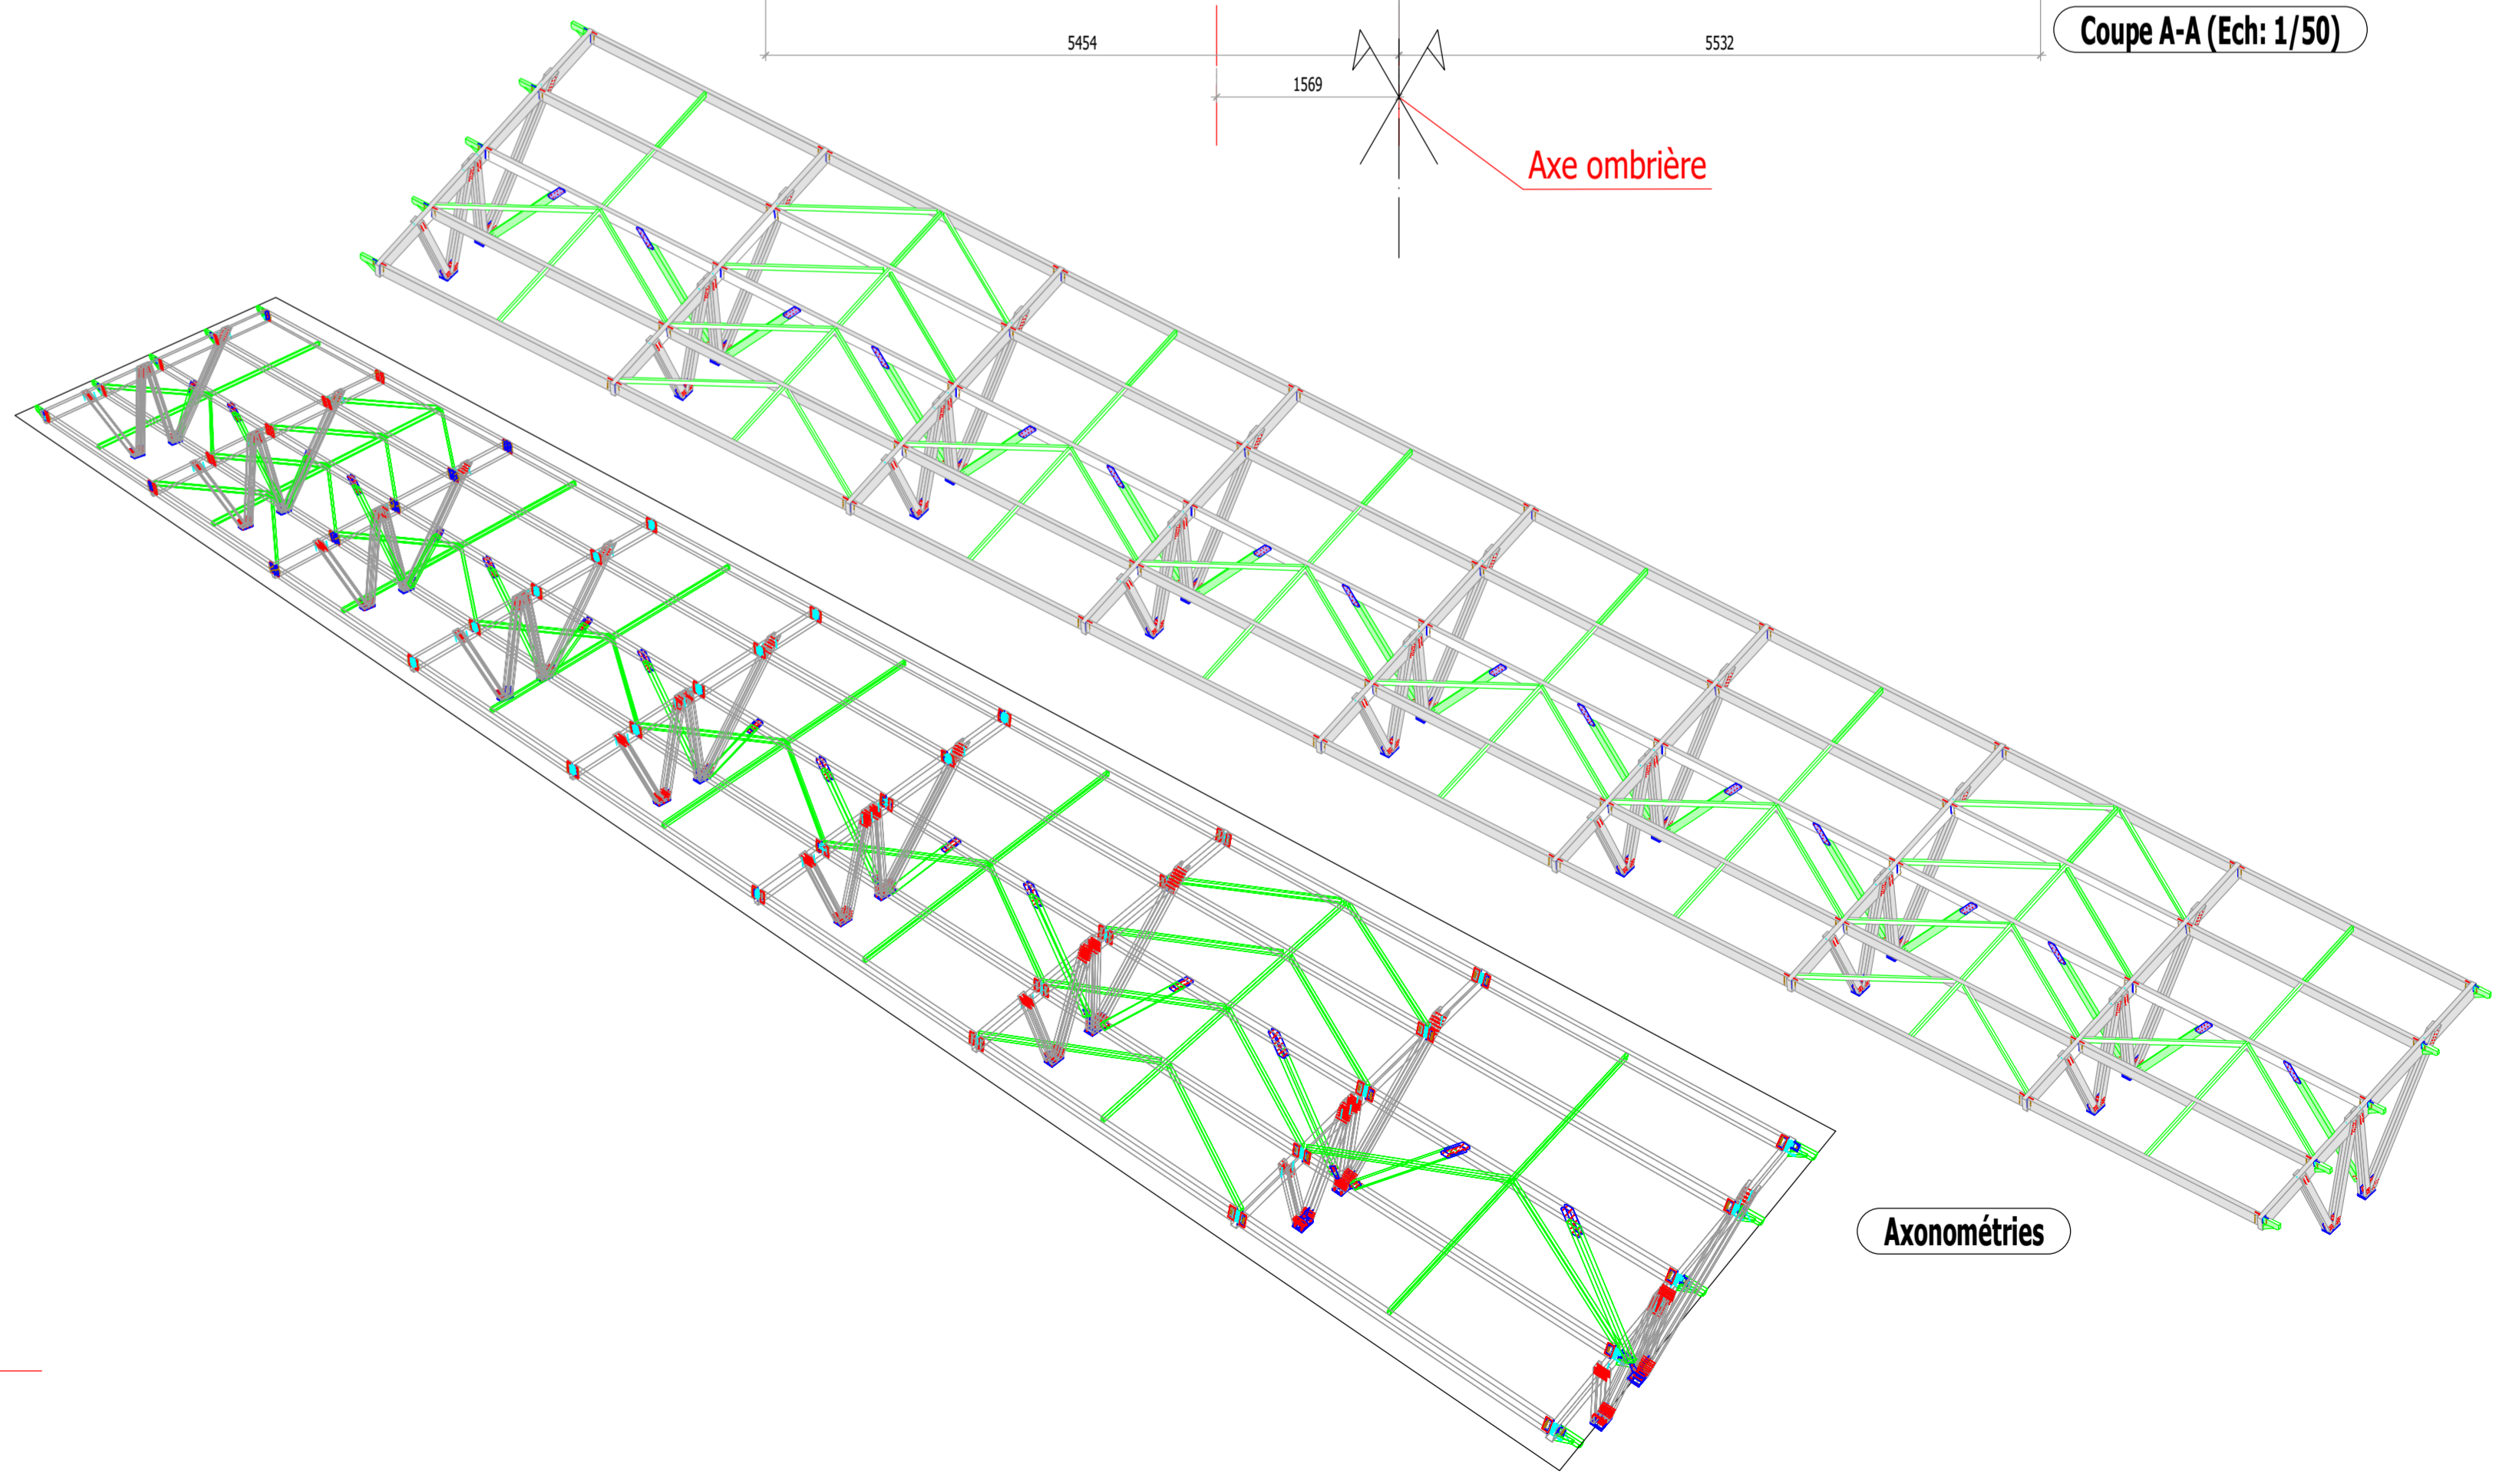 Coupe A-A (Ech: 1/50)
5454
5532
1569
Axe ombrière
Axonométries